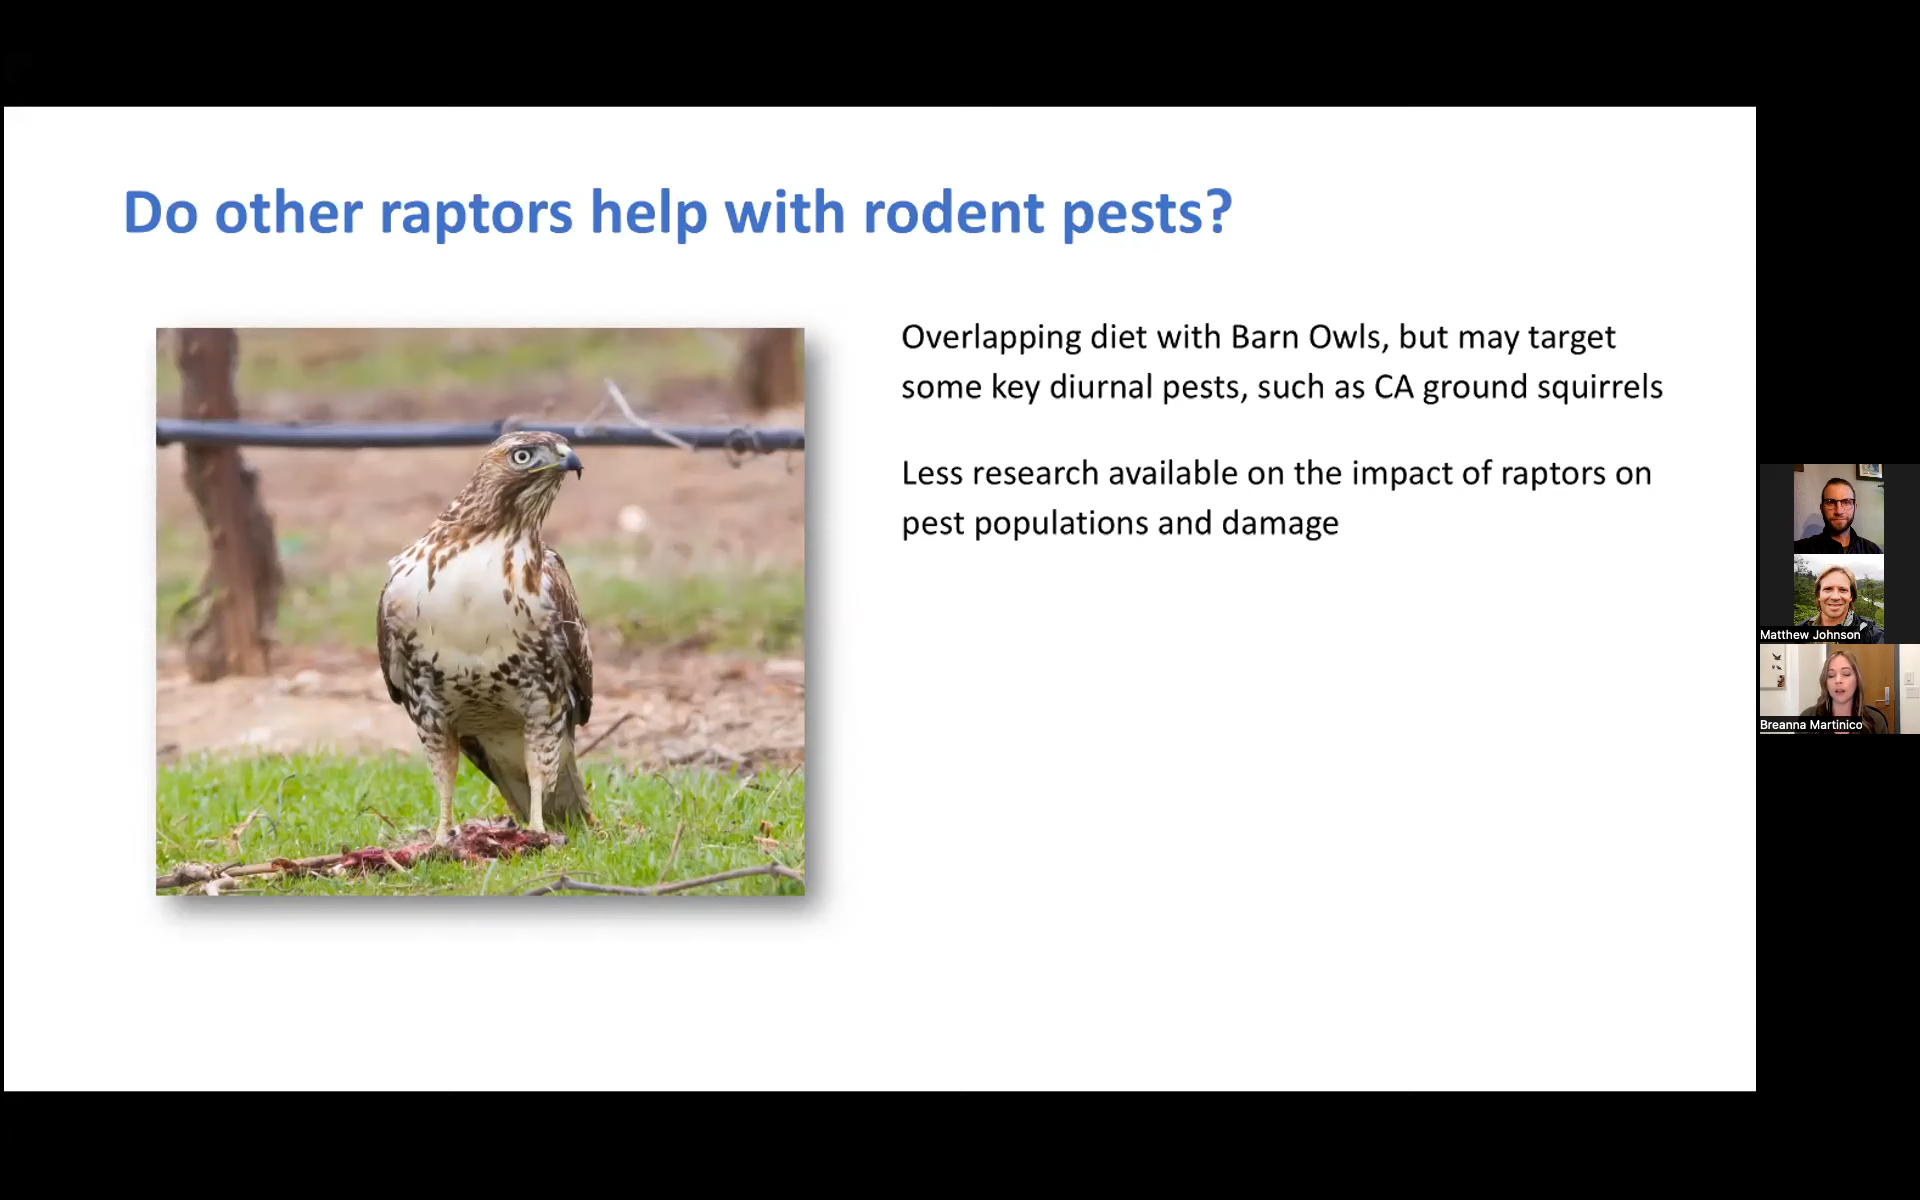 Do other raptors help with rodent pests?
Overlapping diet with Barn Owls, but may target
some key diurnal pests, such as CA ground squirrels
Less research available on the impact of raptors on
pest populations and damage
Matthew Johnson
Breanna Martinico